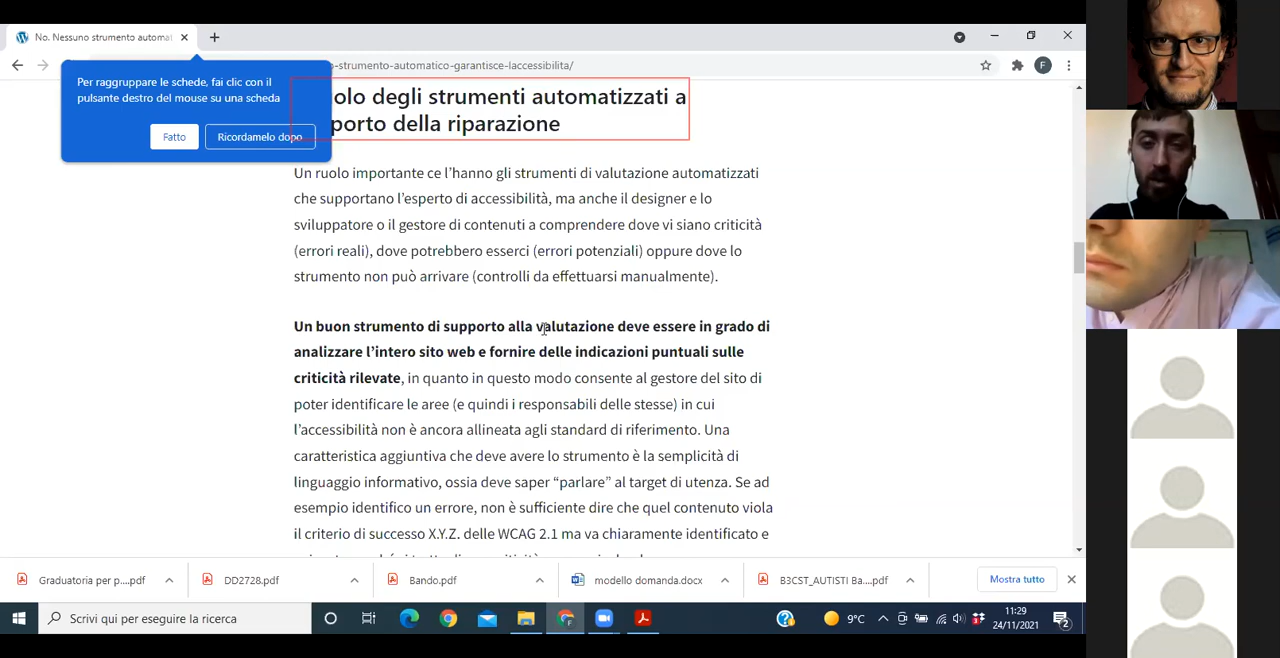 No. Nessuno strumento automat
-strumento-automatico-garantisce-laccessibilita/
F
Per raggruppare le schede, fai clic con il
pulsante destro del mouse su una scheda
Fatto
Ricordamelo dopo
olo degli strumenti automatizzati a
porto della riparazione
Un ruolo importante ce l’hanno gli strumenti di valutazione automatizzati
che supportano l’esperto di accessibilità, ma anche il designer e lo
sviluppatore o il gestore di contenuti a comprendere dove vi siano criticità
(errori reali), dove potrebbero esserci (errori potenziali) oppure dove lo
strumento non può arrivare (controlli da effettuarsi manualmente).
Un buon strumento di supporto alla valutazione deve essere in grado di
analizzare l’intero sito web e fornire delle indicazioni puntuali sulle
criticità rilevate, in quanto in questo modo consente al gestore del sito di
poter identificare le aree (e quindi i responsabili delle stesse) in cui
l’accessibilità non è ancora allineata agli standard di riferimento. Una
caratteristica aggiuntiva che deve avere lo strumento è la semplicità di
linguaggio informativo, ossia deve saper “parlare” al target di utenza. Se ad
esempio identifico un errore, non è sufficiente dire che quel contenuto viola
il criterio di successo X.Y.Z. delle WCAG 2.1 ma va chiaramente identificato e
Graduatoria per p....pdf
DD2728.pdf
Bando.pdf
modello domanda.docx
B3CST_AUTISTI Ba....pdf
Mostra tutto
Scrivi qui per eseguire la ricerca
9°C
11:29
24/11/2021
2